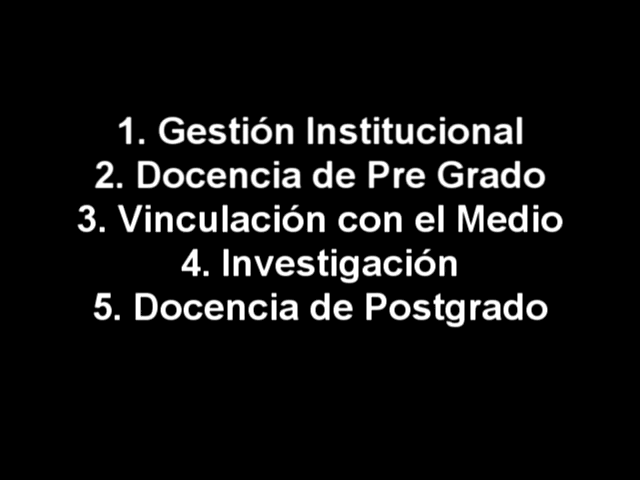 1. Gestión Institucional
2. Docencia de Pre Grado
3. Vinculación con el Medio
4. Investigación
5. Docencia de Postgrado